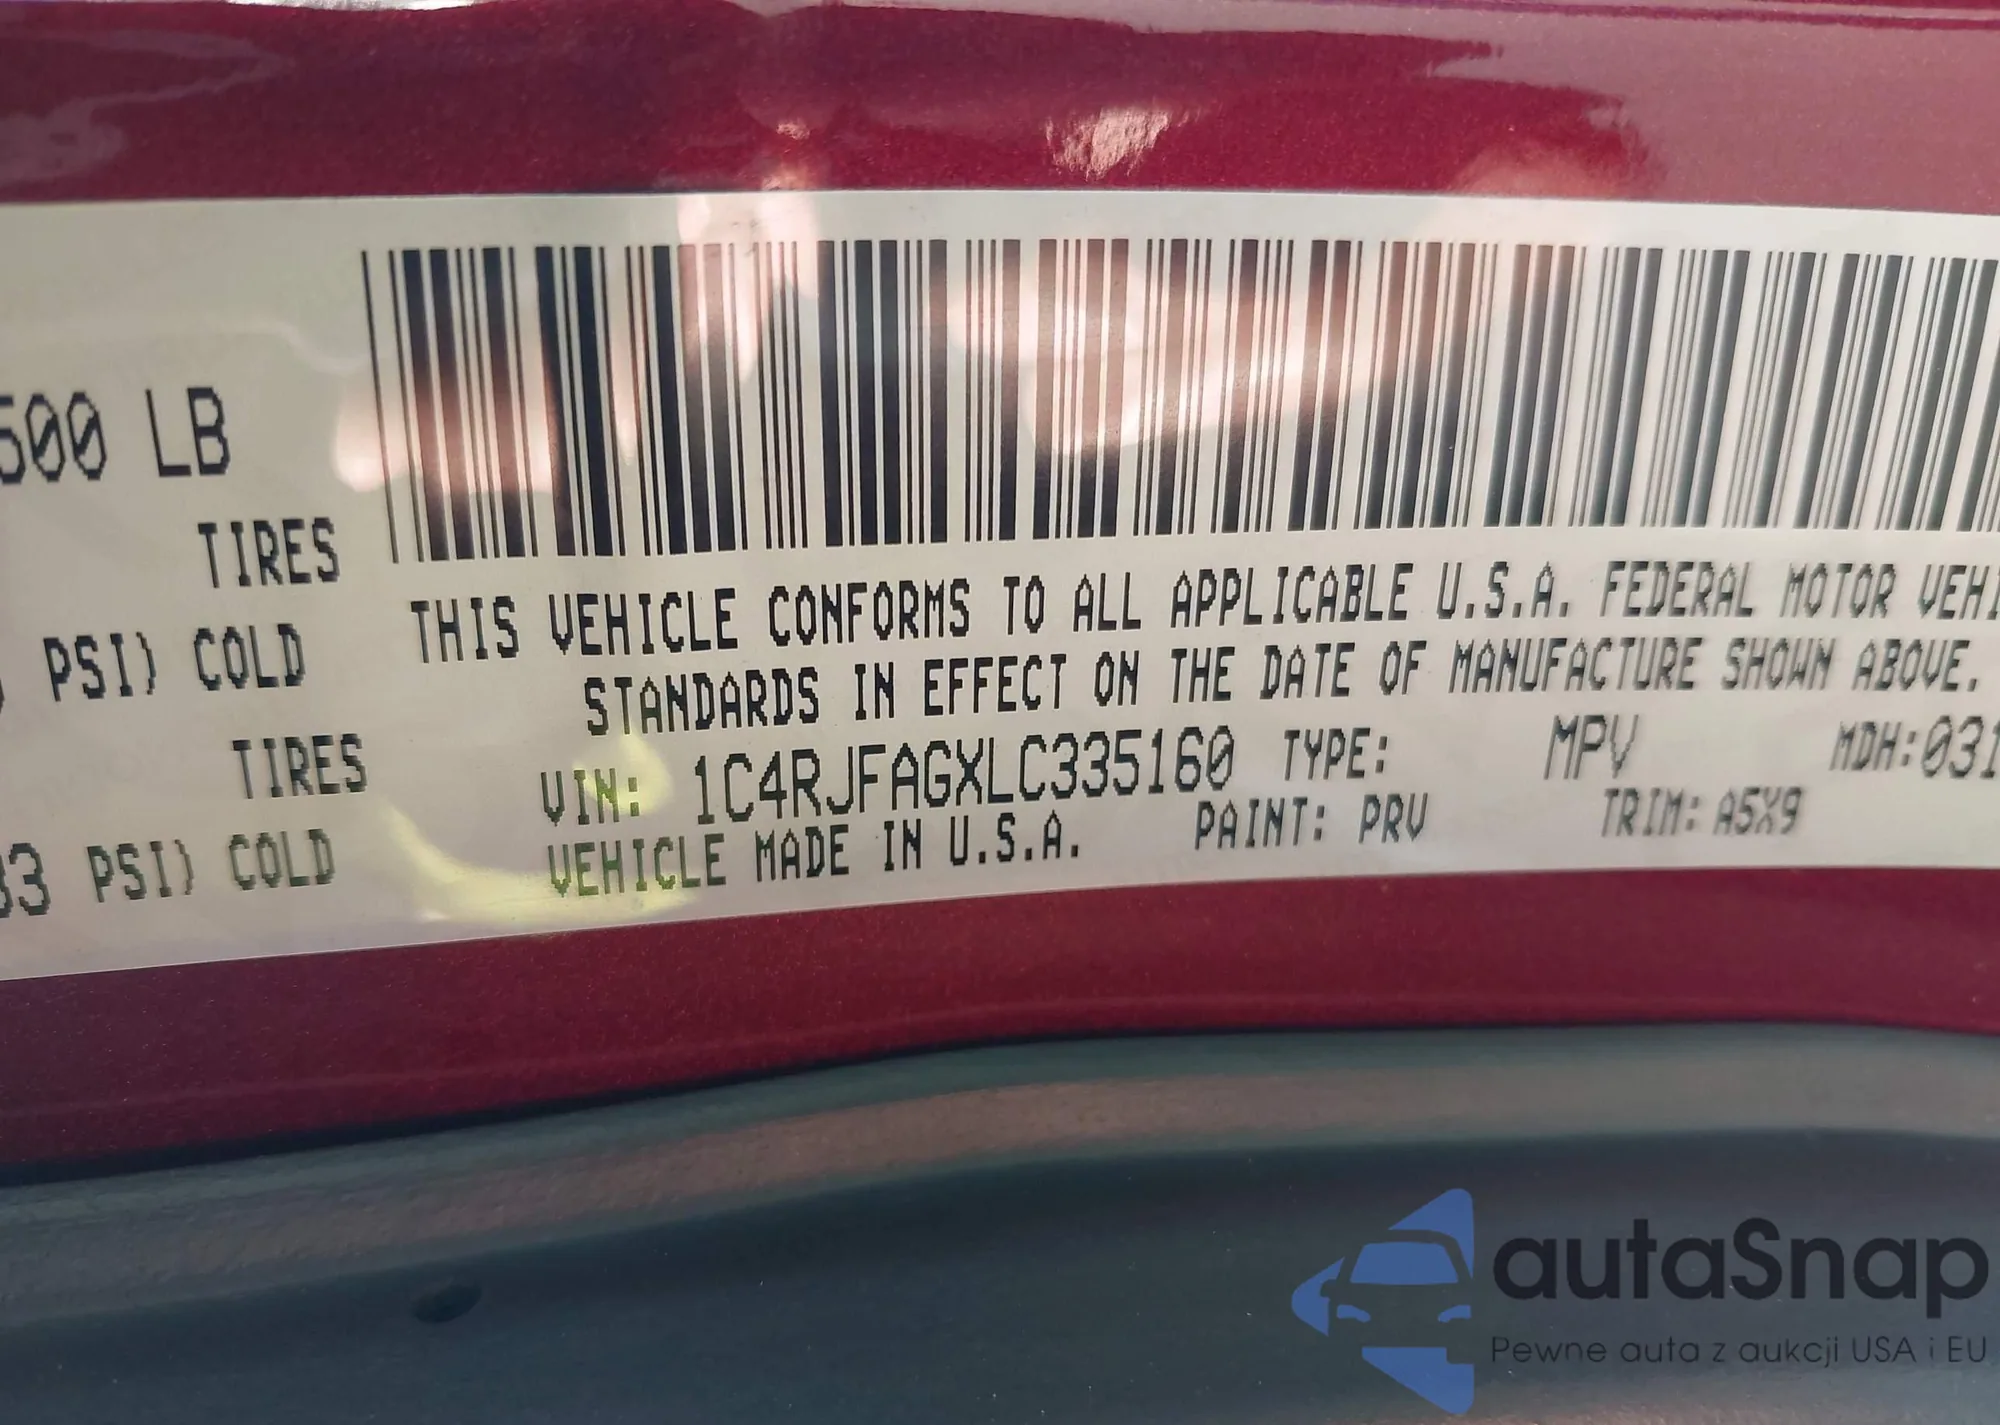 500 LB
TIRES
PSI) COLD
TIRES
33 PSI) COLD
THIS VEHICLE CONFORMS TO ALL APPLICABLE U.S.A. FEDERAL MOTOR VEHI
STANDARDS IN EFFECT ON THE DATE OF MANUFACTURE SHOWN ABOVE.
VIN: 1C4RJFAGXLC335160 TYPE: MPV MDH:031
VEHICLE MADE IN U.S.A. PAINT: PRV TRIM: A5X9
autaSnap
Pewne auta z aukcji USA i EU